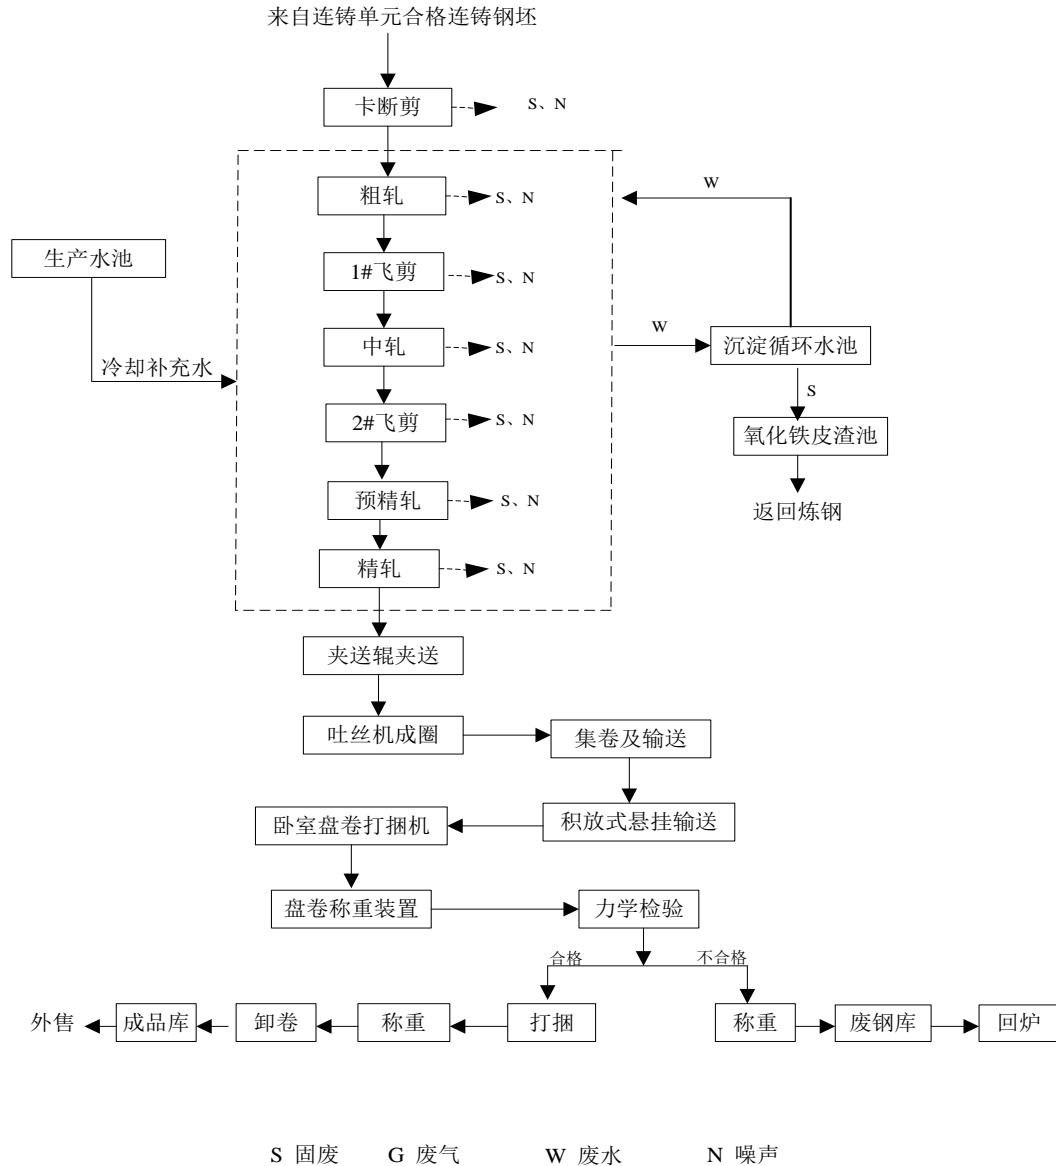 来自连铸单元合格连铸钢坯
卡断剪
S、N
粗轧
S、N
W
生产水池
1#飞剪
S、N
中轧
S、N
W
沉淀循环水池
冷却补充水
S
2#飞剪
S、N
氧化铁皮渣池
预精轧
S、N
返回炼钢
精轧
S、N
夹送辊夹送
吐丝机成圈
集卷及输送
卧室盘卷打捆机
积放式悬挂输送
盘卷称重装置
力学检验
合格
不合格
外售
成品库
卸卷
称重
打捆
称重
废钢库
回炉
S 固废 G 废气 W 废水 N 噪声